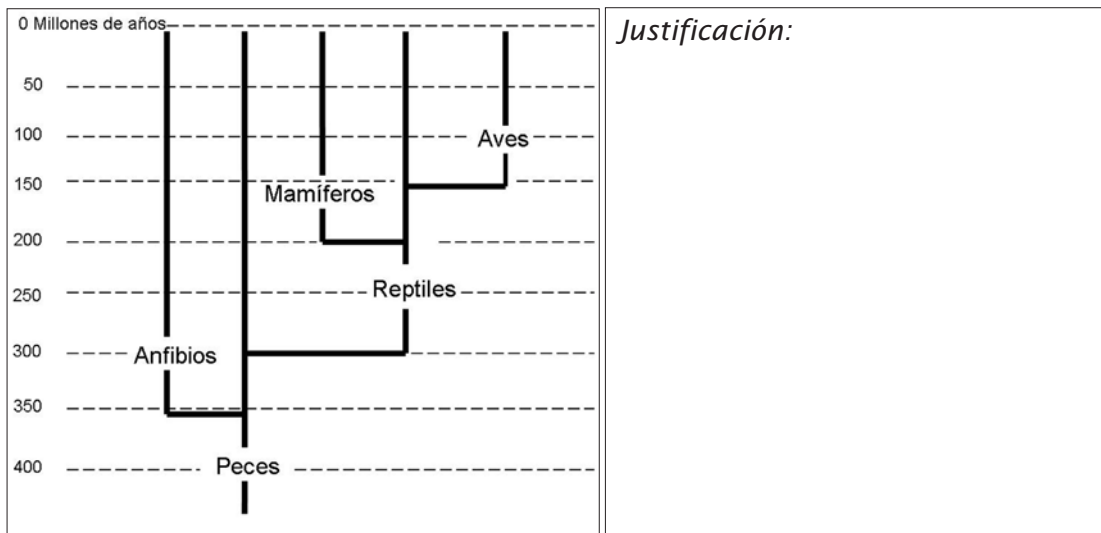 0 Millones de años
Justificación:
50
100
Aves
150
Mamíferos
200
250
Reptiles
300
Anfibios
350
400
Peces